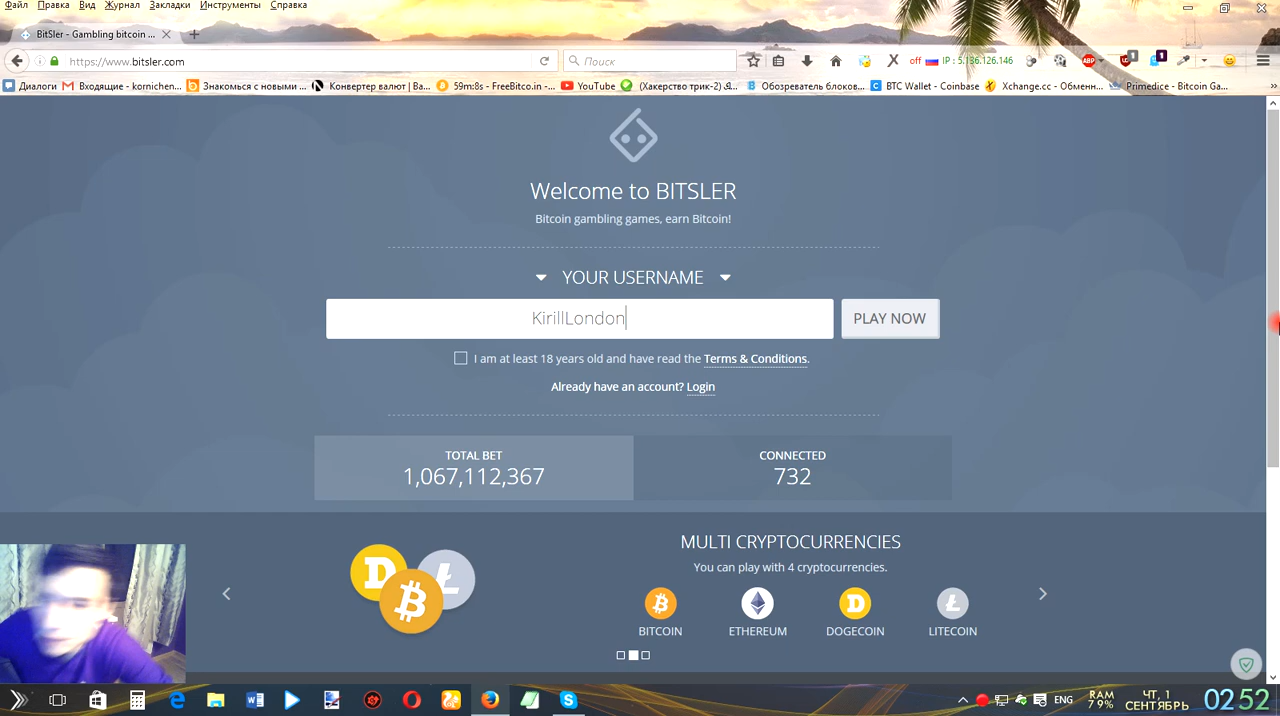 Файл Правка Вид Журнал Закладки Инструменты Справка
BitSler - Gambling bitcoin ...
https://www.bitsler.com
Поиск
off IP : 5.136.126.146
ABP
1
1
Диалоги Входящие - kornichen... Знакомься с новыми ... Конвертер валют | Ba... 59m:8s - FreeBitco.in -... YouTube (Хакерство трик-2) Обозреватель блоков... BTC Wallet - Coinbase Xchange.cc - Обменн... Primedice - Bitcoin Ga...
Welcome to BITSLER
Bitcoin gambling games, earn Bitcoin!
YOUR USERNAME
KirillLondon
PLAY NOW
I am at least 18 years old and have read the Terms & Conditions.
Already have an account? Login
TOTAL BET
1,067,112,367
CONNECTED
732
MULTI CRYPTOCURRENCIES
You can play with 4 cryptocurrencies.
BITCOIN
ETHEREUM
DOGECOIN
LITECOIN
ENG
RAM
79%
ЧТ, 1
СЕНТЯБРЬ
02:52